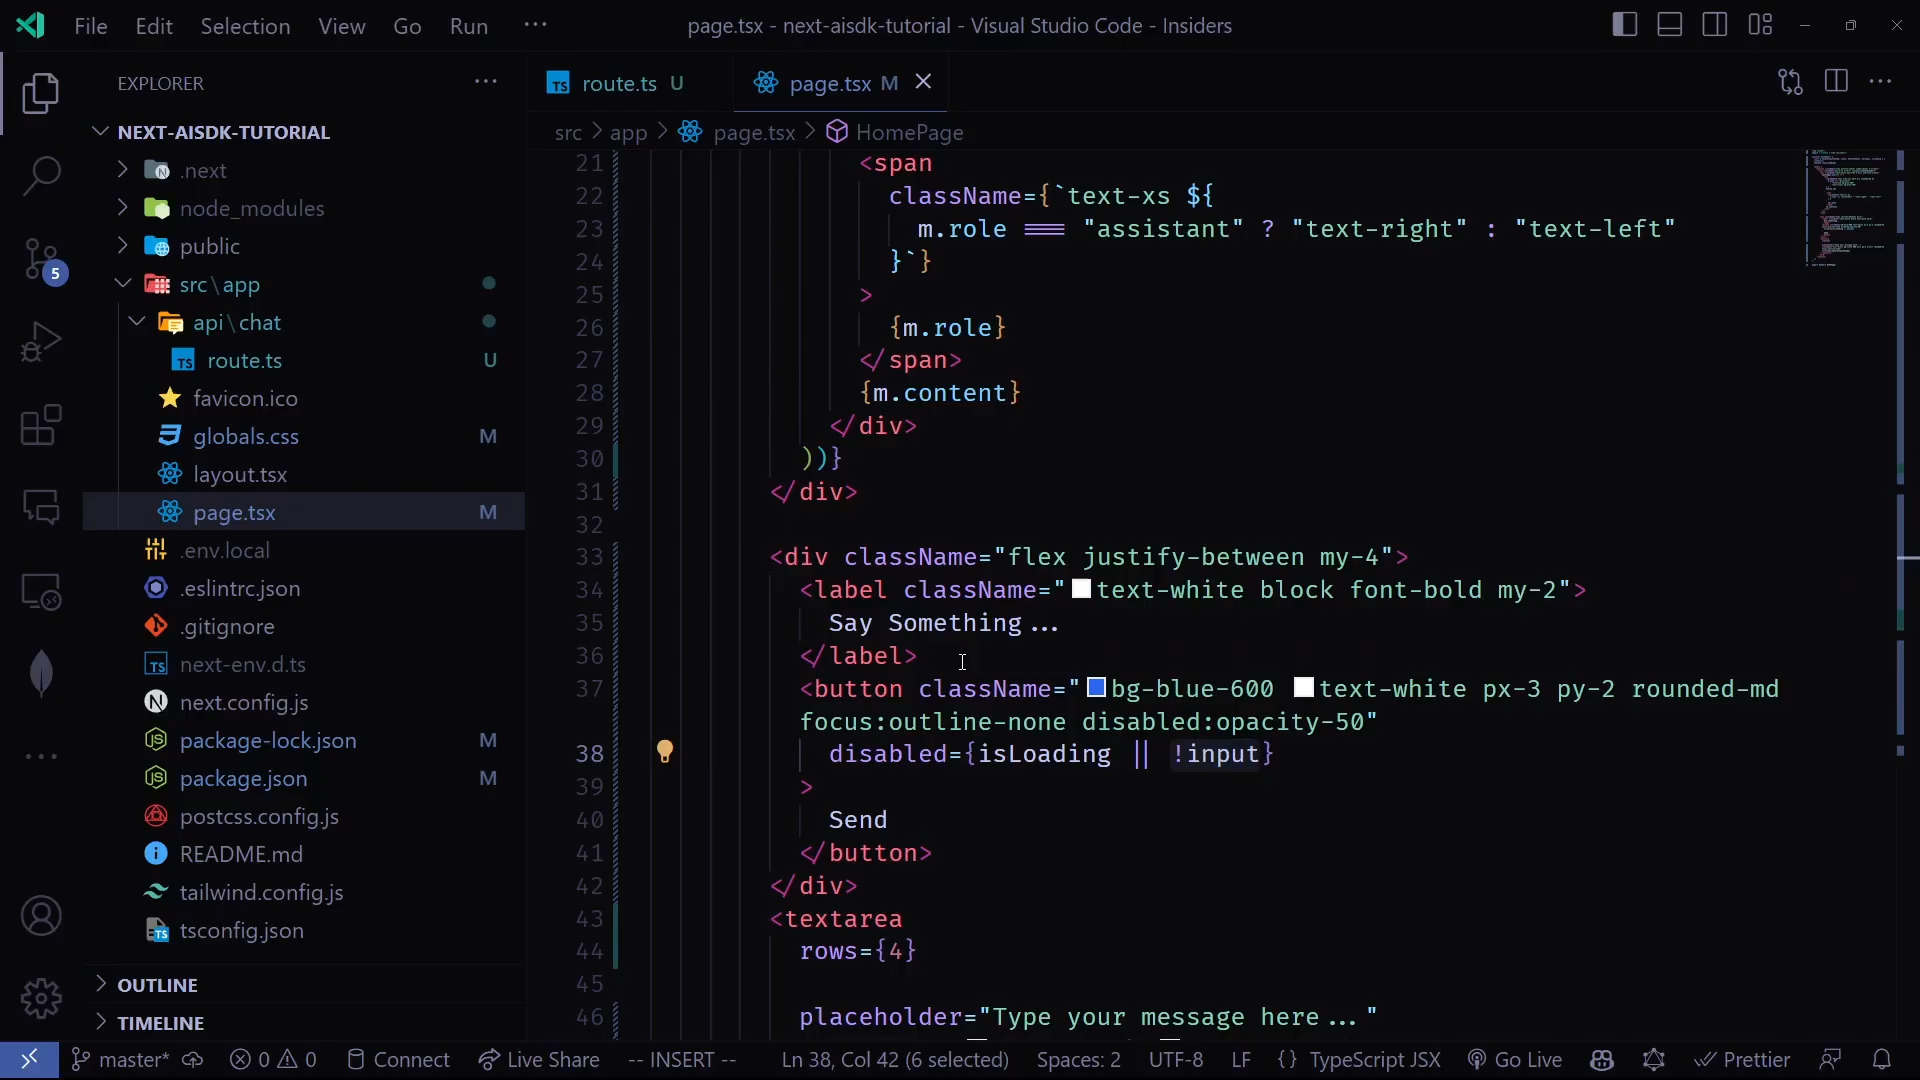 File Edit Selection View Go Run ···
page.tsx - next-aisdk-tutorial - Visual Studio Code - Insiders
EXPLORER ···
NEXT-AISDK-TUTORIAL
.next
node_modules
public
src\app
api\chat
route.ts U
favicon.ico
globals.css M
layout.tsx
page.tsx M
.env.local
.eslintrc.json
.gitignore
next-env.d.ts
next.config.js
package-lock.json M
package.json M
postcss.config.js
README.md
tailwind.config.js
tsconfig.json
OUTLINE
TIMELINE
5
route.ts U
page.tsx M
src > app > page.tsx > HomePage
21 <span
22 className={`text-xs ${
23 m.role === "assistant" ? "text-right" : "text-left"
24 }`}
25 >
26 {m.role}
27 </span>
28 {m.content}
29 </div>
30 ))}
31 </div>
32
33 <div className="flex justify-between my-4">
34 <label className="text-white block font-bold my-2">
35 Say Something...
36 </label>
37 <button className="bg-blue-600 text-white px-3 py-2 rounded-md
focus:outline-none disabled:opacity-50"
38 disabled={isLoading || !input}
39 >
40 Send
41 </button>
42 </div>
43 <textarea
44 rows={4}
45
46 placeholder="Type your message here..."
master* 0 0 Connect Live Share -- INSERT -- Ln 38, Col 42 (6 selected) Spaces: 2 UTF-8 LF {} TypeScript JSX Go Live Prettier